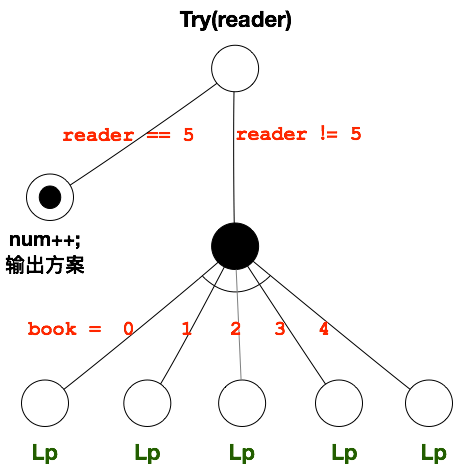 Try(reader)
reader == 5
reader != 5
num++;
输出方案
book = 0 1 2 3 4
Lp Lp Lp Lp Lp